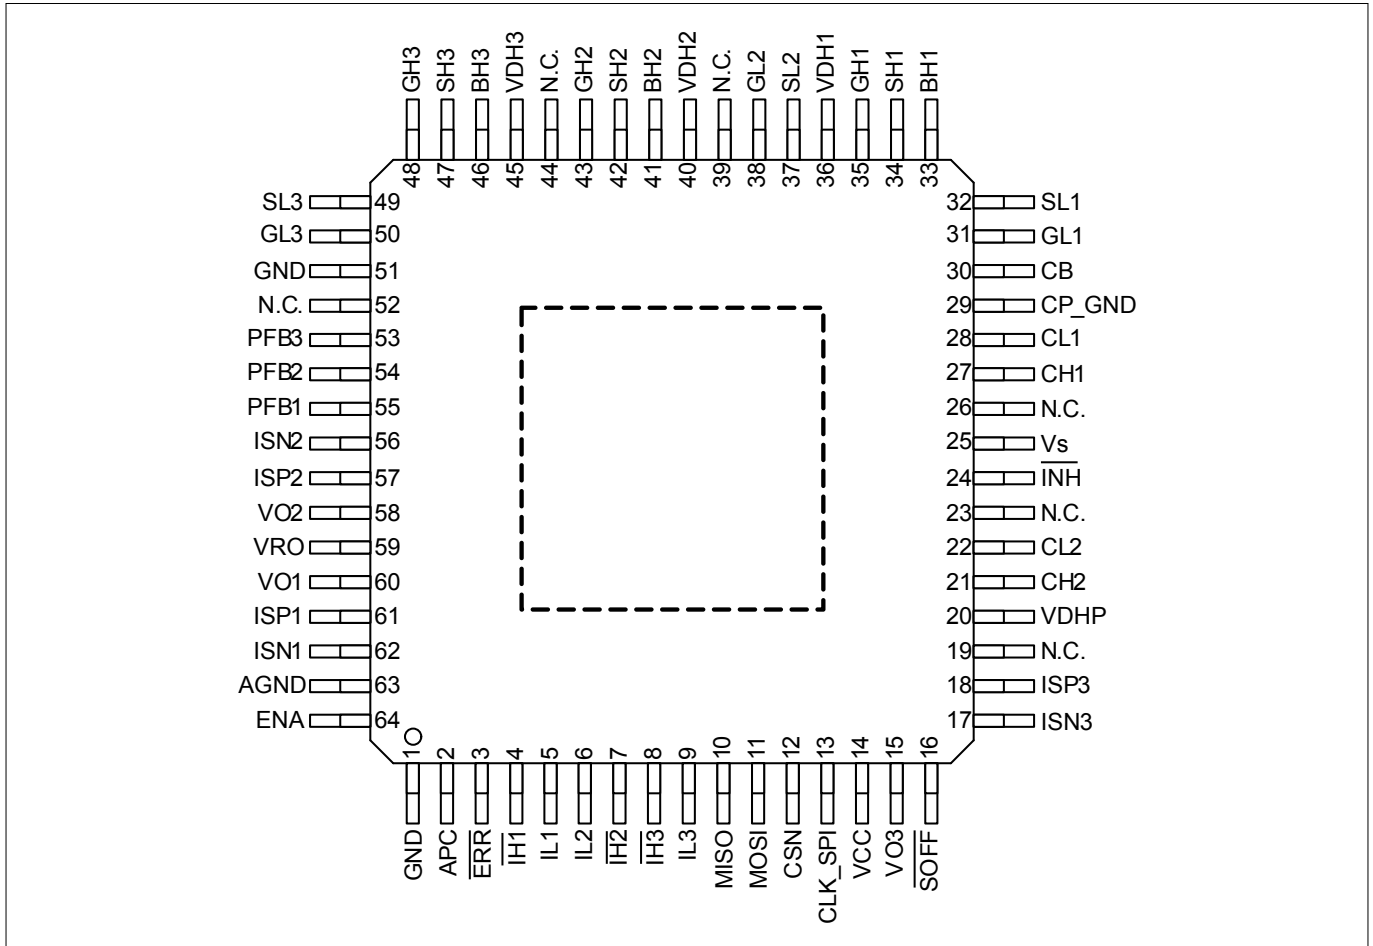 GH3 SH3 BH3 VDH3 N.C. GH2 SH2 BH2 VDH2 N.C. GL2 SL2 VDH1 GH1 SH1 BH1
48 47 46 45 44 43 42 41 40 39 38 37 36 35 34 33
SL3 49 32 SL1
GL3 50 31 GL1
GND 51 30 CB
N.C. 52 29 CP_GND
PFB3 53 28 CL1
PFB2 54 27 CH1
PFB1 55 26 N.C.
ISN2 56 25 Vs
ISP2 57 24 I̅N̅H̅
VO2 58 23 N.C.
VRO 59 22 CL2
VO1 60 21 CH2
ISP1 61 20 VDHP
ISN1 62 19 N.C.
AGND 63 18 ISP3
ENA 64 17 ISN3
1 2 3 4 5 6 7 8 9 10 11 12 13 14 15 16
GND APC E̅R̅R̅ I̅H̅1̅ IL1 IL2 I̅H̅2̅ I̅H̅3̅ IL3 MISO MOSI CSN CLK_SPI VCC VO3 S̅O̅F̅F̅